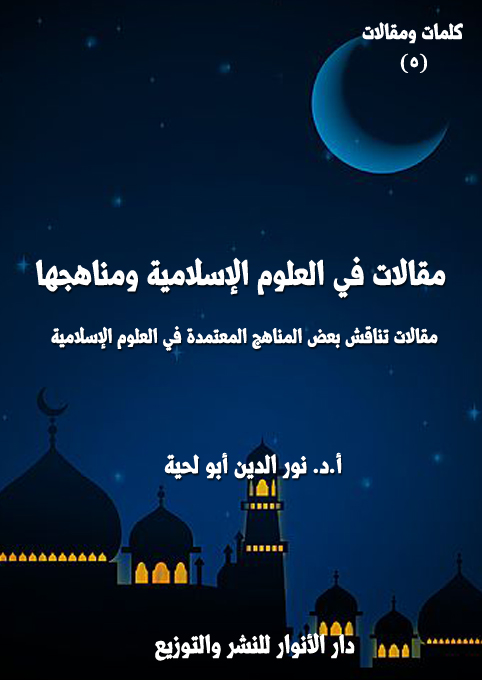 كلمات ومقالات
(٥)
مقالات في العلوم الإسلامية ومناهجها
مقالات تناقش بعض المناهج المعتمدة في العلوم الإسلامية
أ.د. نور الدين أبو لحية
دار الأنوار للنشر والتوزيع